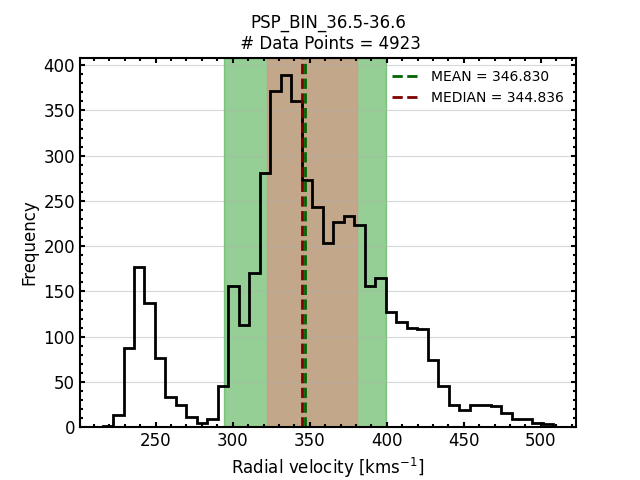 PSP_BIN_36.5-36.6
# Data Points = 4923
MEAN = 346.830
MEDIAN = 344.836
400
350
300
250
200
150
100
50
0
Frequency
250 300 350 400 450 500
Radial velocity [kms⁻¹]